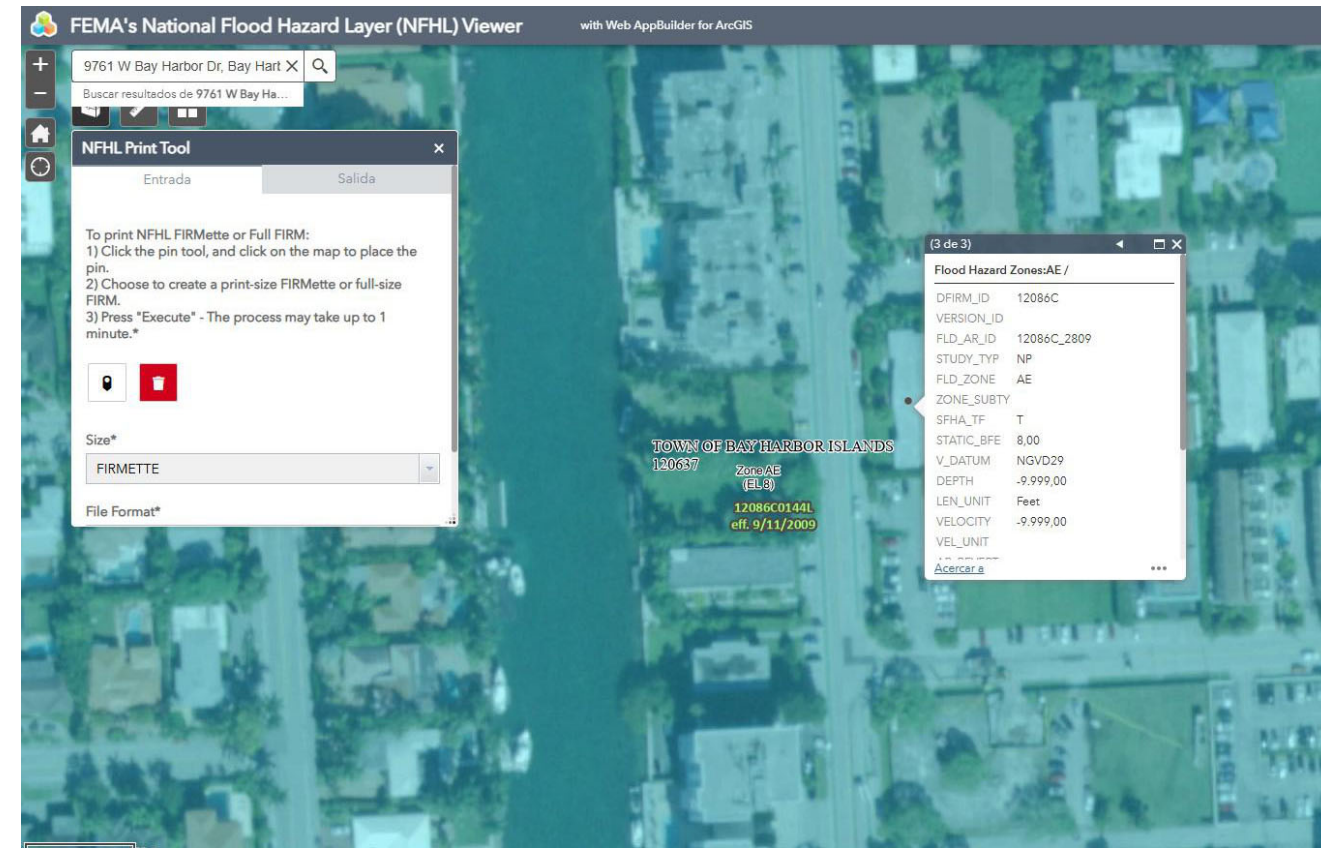 FEMA's National Flood Hazard Layer (NFHL) Viewer
with Web AppBuilder for ArcGIS
+
9761 W Bay Harbor Dr, Bay Hart
Buscar resultados de 9761 W Bay Ha...
−
NFHL Print Tool
Entrada
Salida
To print NFHL FIRMette or Full FIRM:
1) Click the pin tool, and click on the map to place the
pin.
2) Choose to create a print-size FIRMette or full-size
FIRM.
3) Press "Execute" - The process may take up to 1
minute.*
Size*
FIRMETTE
File Format*
TOWN OF BAY HARBOR ISLANDS
120637
Zone AE
(EL 8)
12086C0144L
eff. 9/11/2009
(3 de 3)
Flood Hazard Zones:AE /
DFIRM_ID 12086C
VERSION_ID
FLD_AR_ID 12086C_2809
STUDY_TYP NP
FLD_ZONE AE
ZONE_SUBTY
SFHA_TF T
STATIC_BFE 8,00
V_DATUM NGVD29
DEPTH -9.999,00
LEN_UNIT Feet
VELOCITY -9.999,00
VEL_UNIT
Acercar a